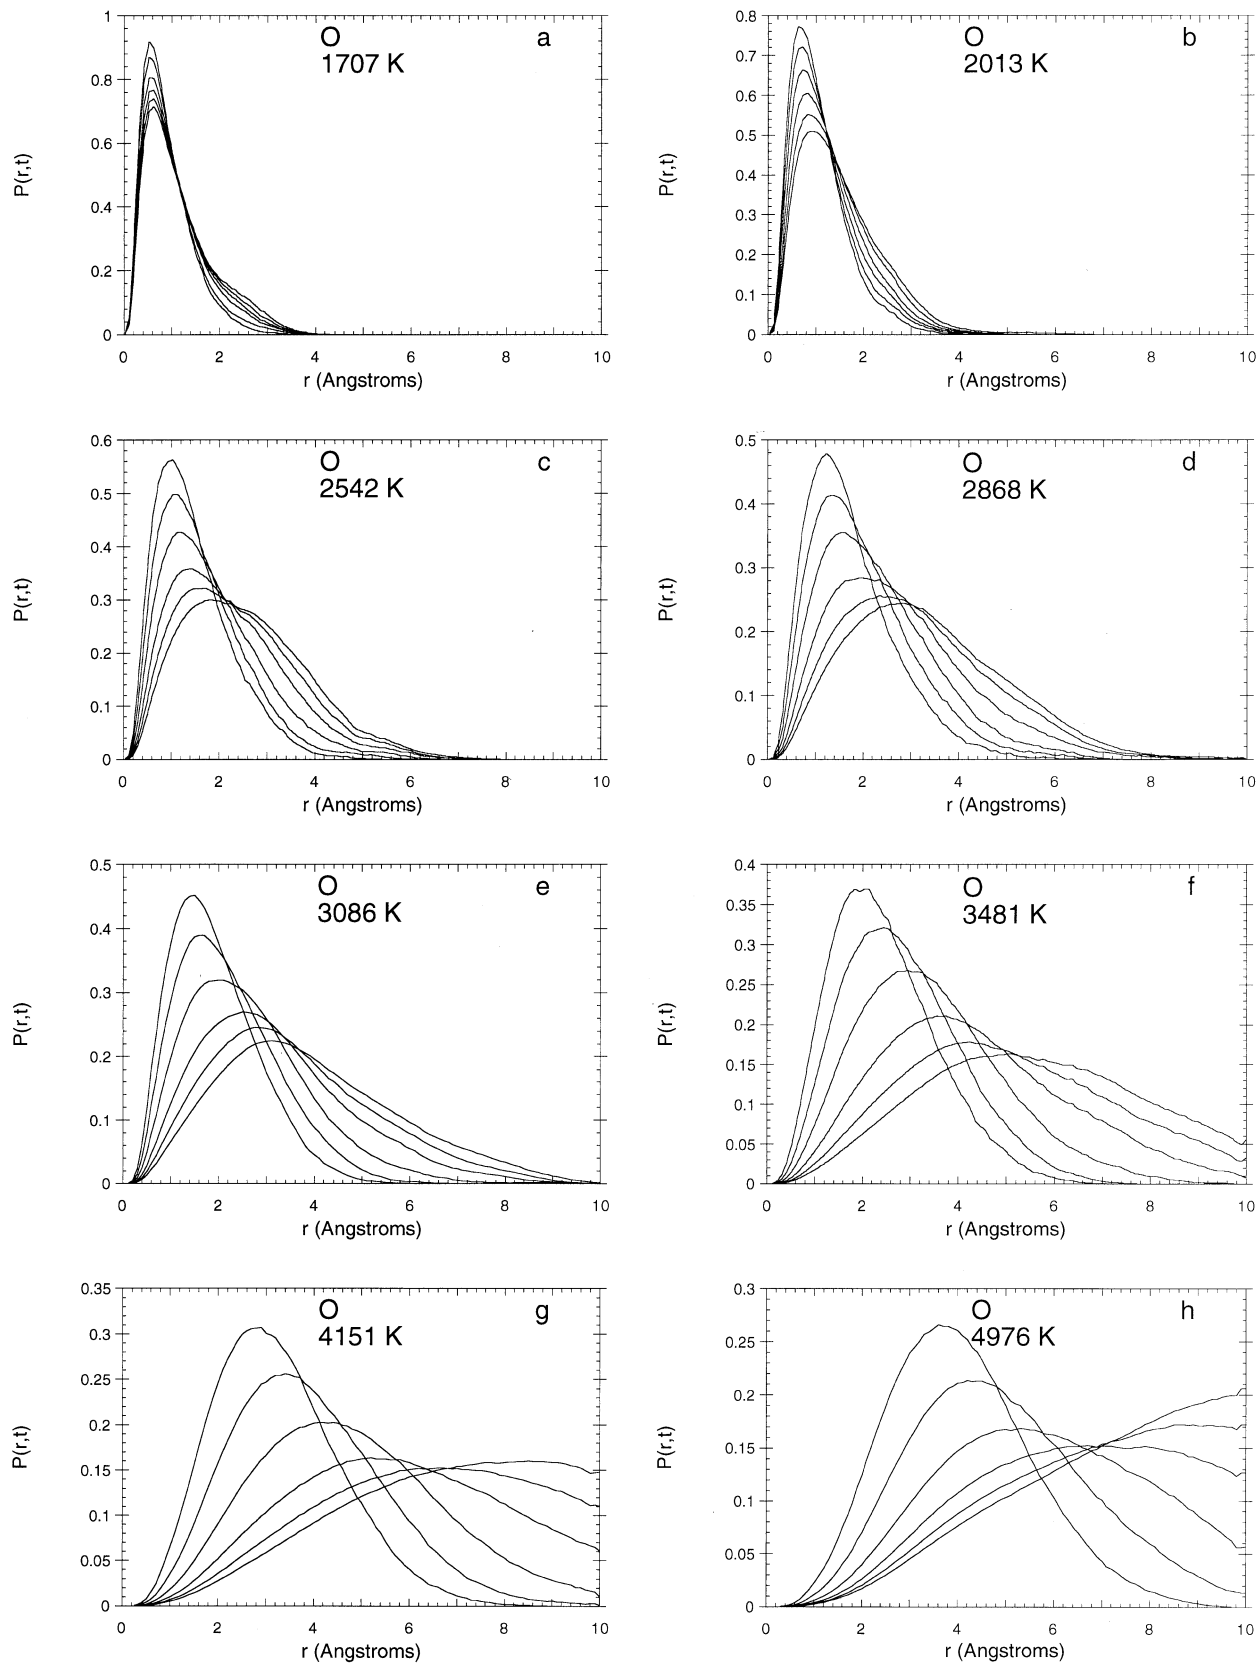 O a
1707 K
P(r,t)
1
0.8
0.6
0.4
0.2
0
0 2 4 6 8 10
r (Angstroms)
O b
2013 K
P(r,t)
0.8
0.7
0.6
0.5
0.4
0.3
0.2
0.1
0
0 2 4 6 8 10
r (Angstroms)
O c
2542 K
P(r,t)
0.6
0.5
0.4
0.3
0.2
0.1
0
0 2 4 6 8 10
r (Angstroms)
O d
2868 K
P(r,t)
0.5
0.4
0.3
0.2
0.1
0
0 2 4 6 8 10
r (Angstroms)
O e
3086 K
P(r,t)
0.5
0.4
0.3
0.2
0.1
0
0 2 4 6 8 10
r (Angstroms)
O f
3481 K
P(r,t)
0.4
0.35
0.3
0.25
0.2
0.15
0.1
0.05
0
0 2 4 6 8 10
r (Angstroms)
O g
4151 K
P(r,t)
0.35
0.3
0.25
0.2
0.15
0.1
0.05
0
0 2 4 6 8 10
r (Angstroms)
O h
4976 K
P(r,t)
0.3
0.25
0.2
0.15
0.1
0.05
0
0 2 4 6 8 10
r (Angstroms)